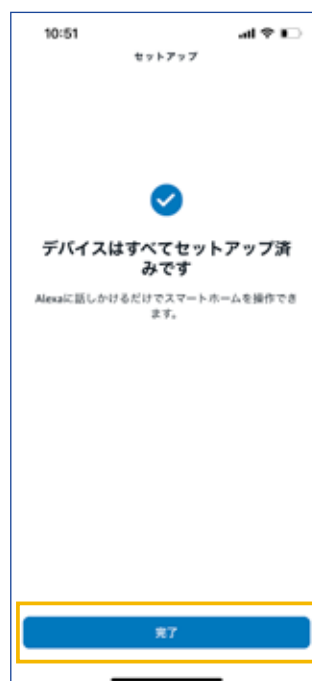 10:51
セットアップ
デバイスはすべてセットアップ済
みです
Alexaに話しかけるだけでスマートホームを操作でき
ます。
完了